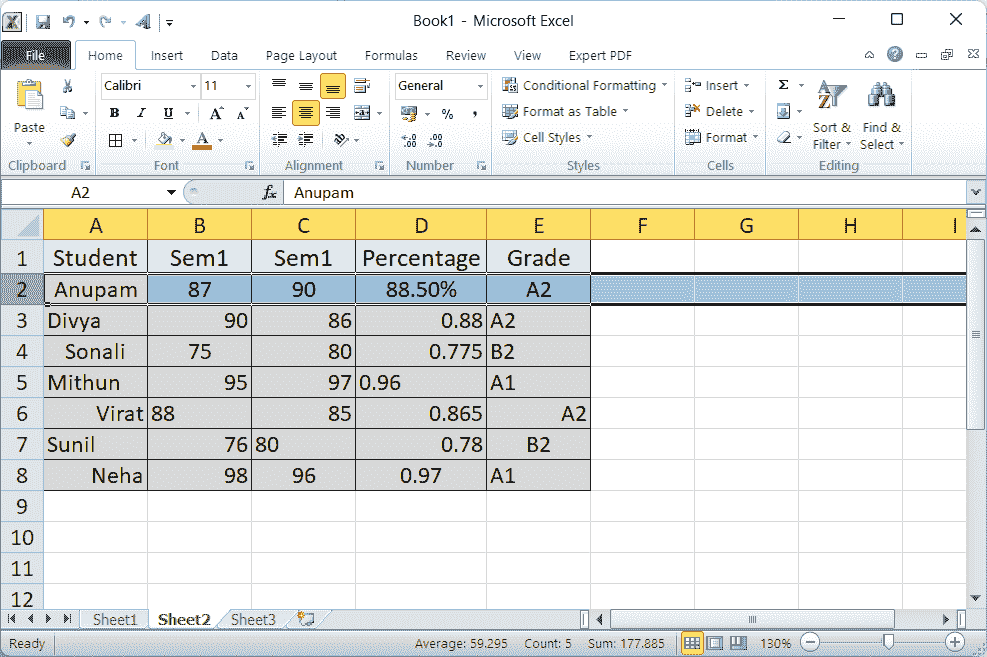 Book1 - Microsoft Excel
File Home Insert Data Page Layout Formulas Review View Expert PDF
Calibri 11 General Conditional Formatting Insert Σ
Paste B I U A A % , Format as Table Delete Sort & Filter Find & Select
A Cell Styles Format
Clipboard Font Alignment Number Styles Cells Editing
A2 fx Anupam
A B C D E F G H I
1 Student Sem1 Sem1 Percentage Grade
2 Anupam 87 90 88.50% A2
3 Divya 90 86 0.88 A2
4 Sonali 75 80 0.775 B2
5 Mithun 95 97 0.96 A1
6 Virat 88 85 0.865 A2
7 Sunil 76 80 0.78 B2
8 Neha 98 96 0.97 A1
9
10
11
12
Sheet1 Sheet2 Sheet3
Ready Average: 59.295 Count: 5 Sum: 177.885 130%